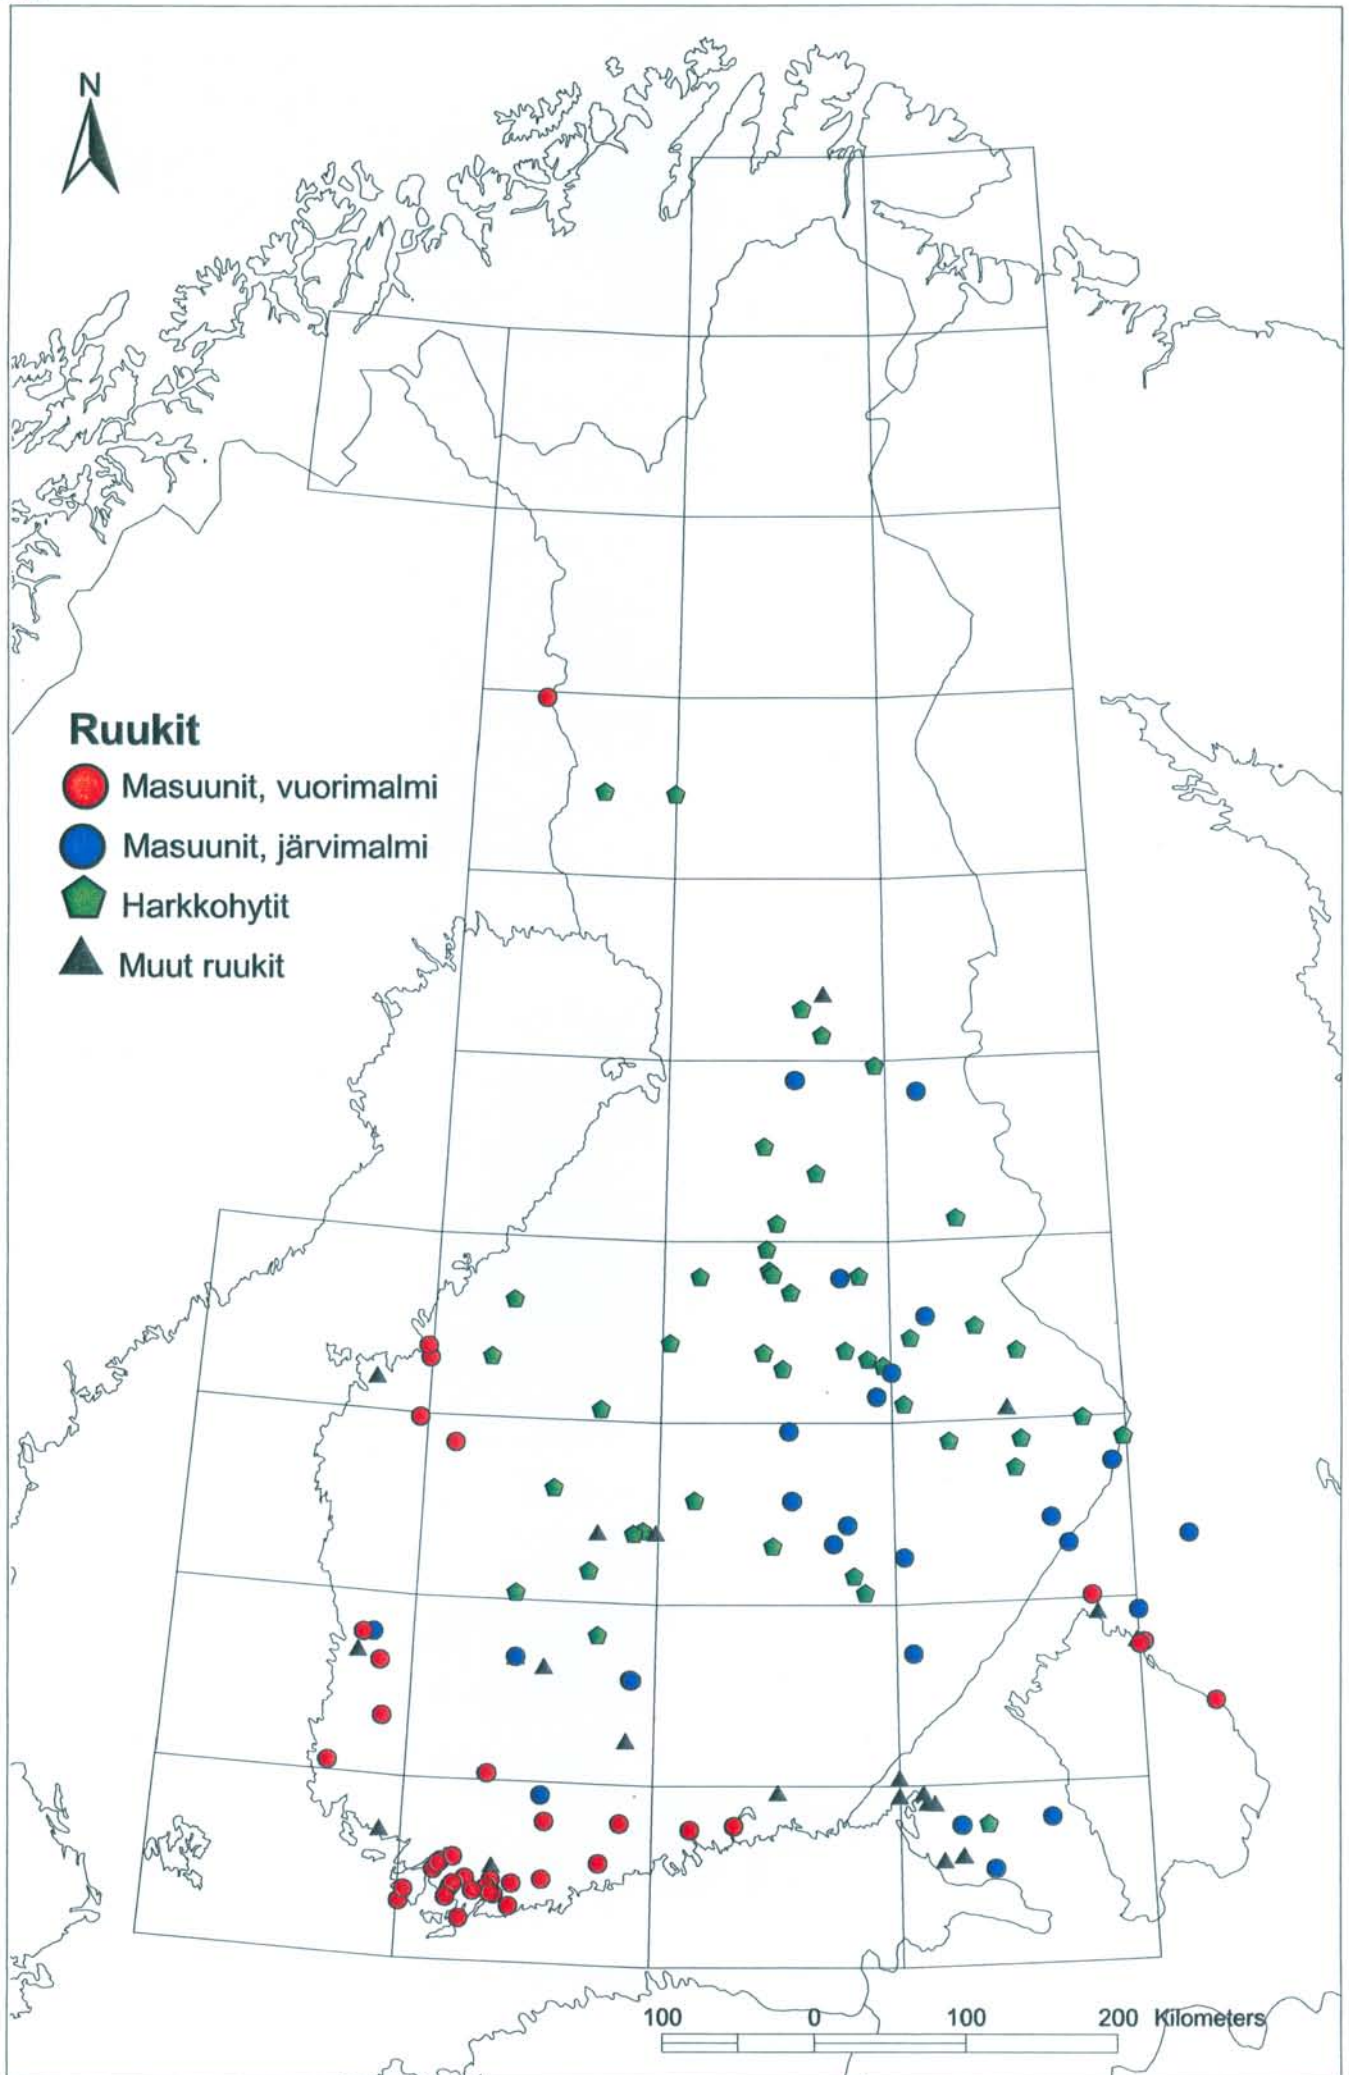 N
Ruukit
Masuunit, vuorimalmi
Masuunit, järvimalmi
Harkkohytit
Muut ruukit
100 0 100 200 Kilometers